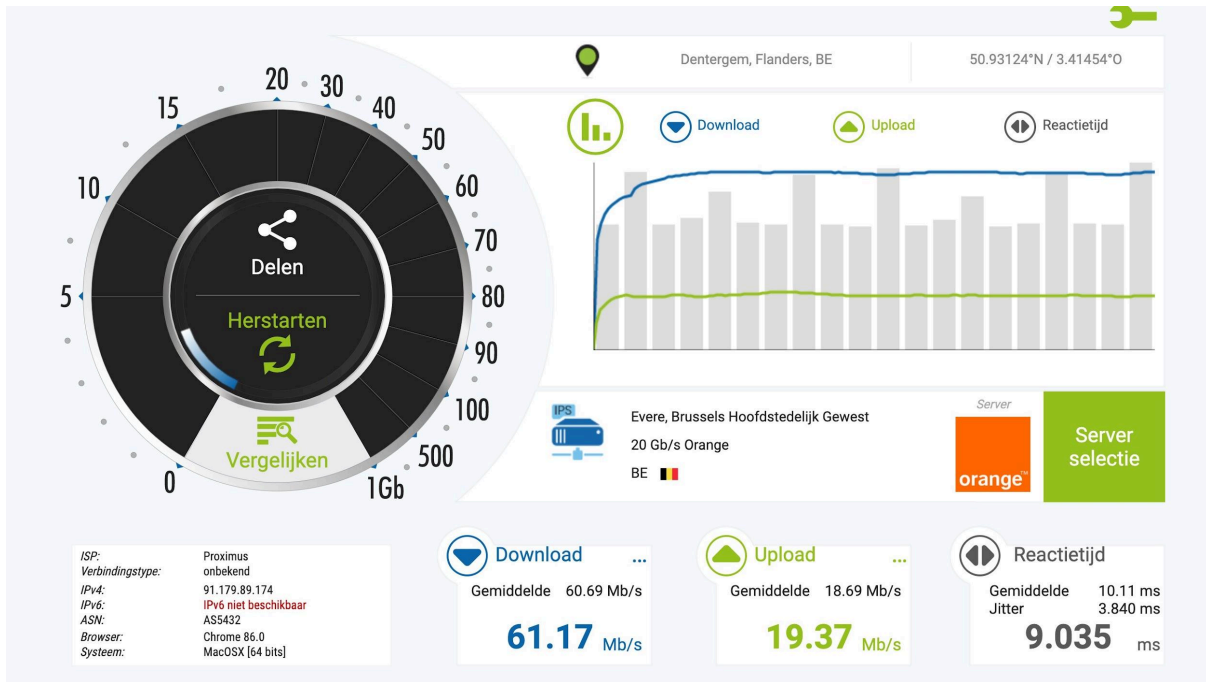 Dentergem, Flanders, BE
50.93124°N / 3.41454°O
Download
Upload
Reactietijd
0
5
10
15
20
30
40
50
60
70
80
90
100
500
1Gb
Delen
Herstarten
Vergelijken
IPS
Evere, Brussels Hoofdstedelijk Gewest
20 Gb/s Orange
BE
Server
orange™
Server
selectie
ISP: Proximus
Verbindingstype: onbekend
IPv4: 91.179.89.174
IPv6: IPv6 niet beschikbaar
ASN: AS5432
Browser: Chrome 86.0
Systeem: MacOSX [64 bits]
Download ...
Gemiddelde 60.69 Mb/s
61.17 Mb/s
Upload ...
Gemiddelde 18.69 Mb/s
19.37 Mb/s
Reactietijd
Gemiddelde 10.11 ms
Jitter 3.840 ms
9.035 ms